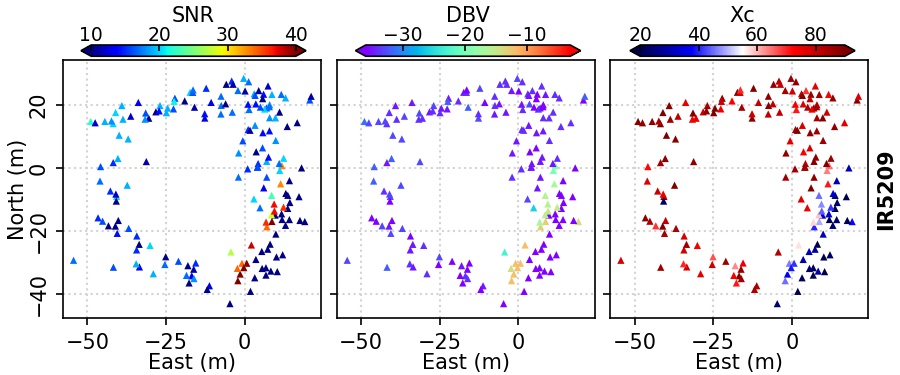 SNR DBV Xc
10 20 30 40 −30 −20 −10 20 40 60 80
20
0
−20
−40
North (m)
IR5209
−50 −25 0 −50 −25 0 −50 −25 0
East (m) East (m) East (m)